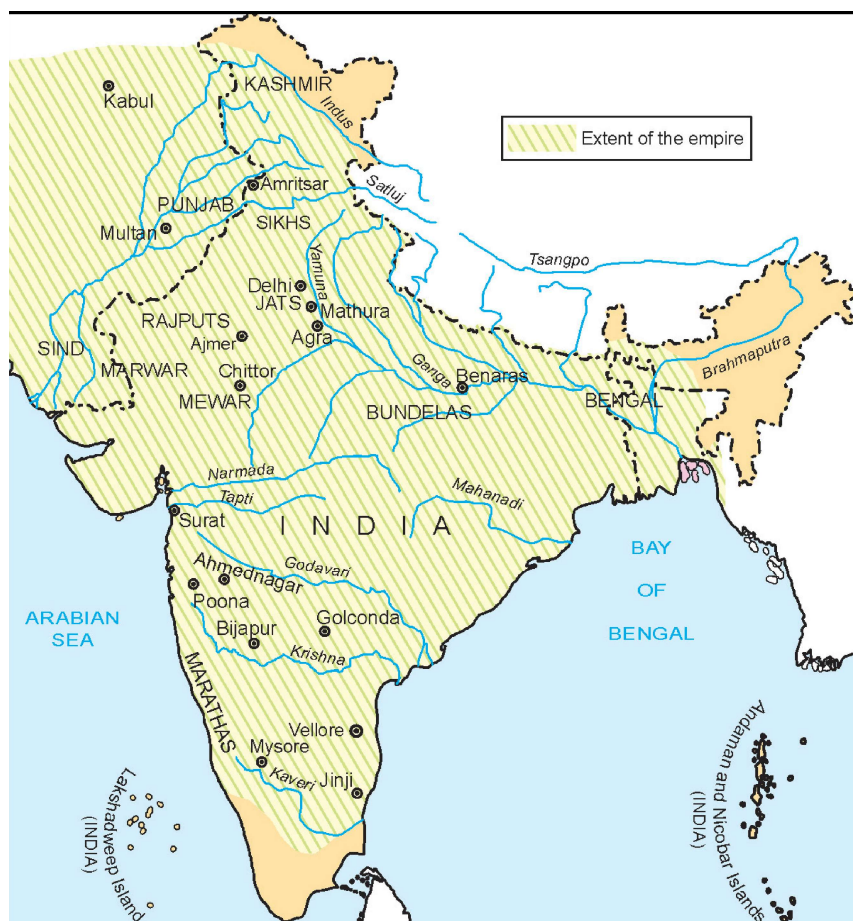 KASHMIR
Kabul
Indus
Extent of the empire
Amritsar
Satluj
PUNJAB
SIKHS
Multan
Yamuna
Tsangpo
Delhi
JATS
Mathura
RAJPUTS
Agra
Ajmer
SIND
MARWAR
Ganga
Brahmaputra
Chittor
Benaras
MEWAR
BENGAL
BUNDELAS
Narmada
Mahanadi
Tapti
Surat
INDIA
Godavari
BAY
OF
BENGAL
Ahmednagar
Poona
ARABIAN
SEA
Golconda
Bijapur
Krishna
MARATHAS
Vellore
Mysore
Kaveri
Jinji
Lakshadweep Island
(INDIA)
Andaman and Nicobar Islands
(INDIA)